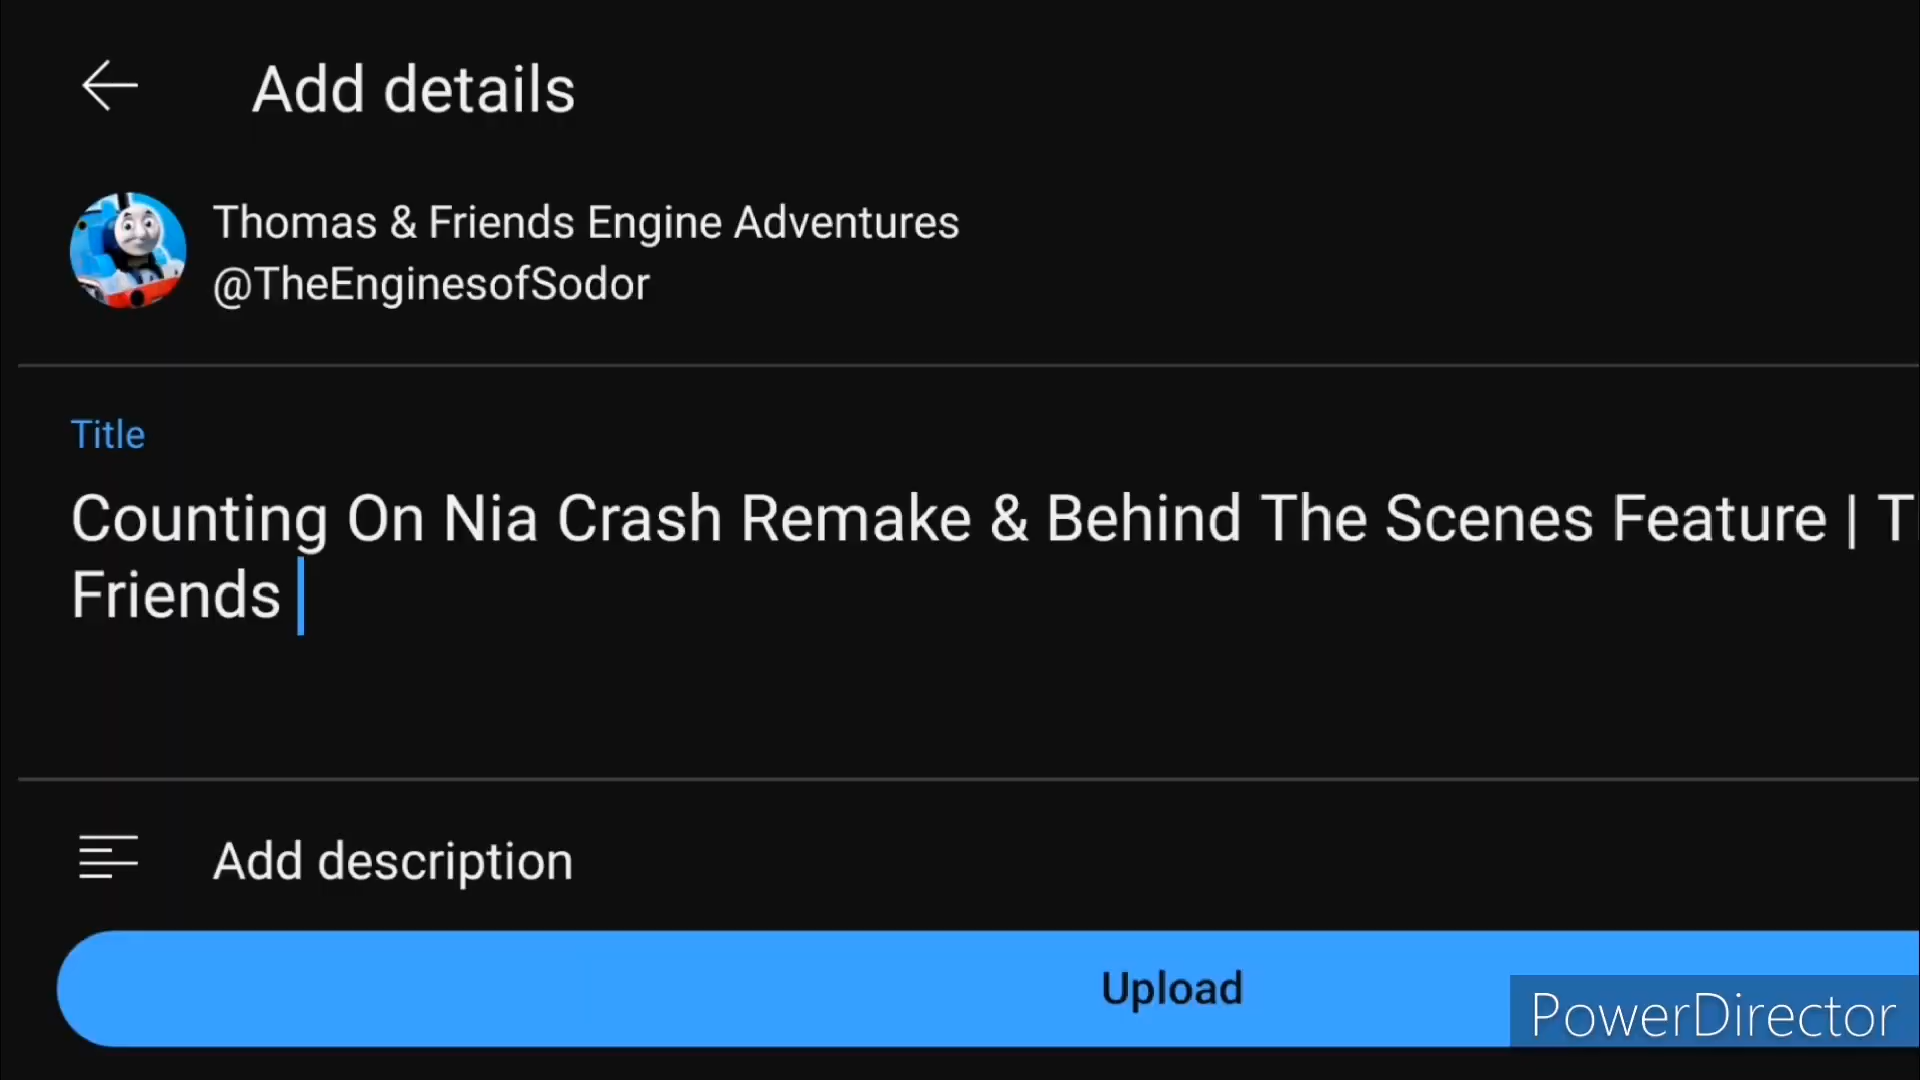 Add details
Thomas & Friends Engine Adventures
@TheEnginesofSodor
Title
Counting On Nia Crash Remake & Behind The Scenes Feature | T
Friends
Add description
Upload
PowerDirector